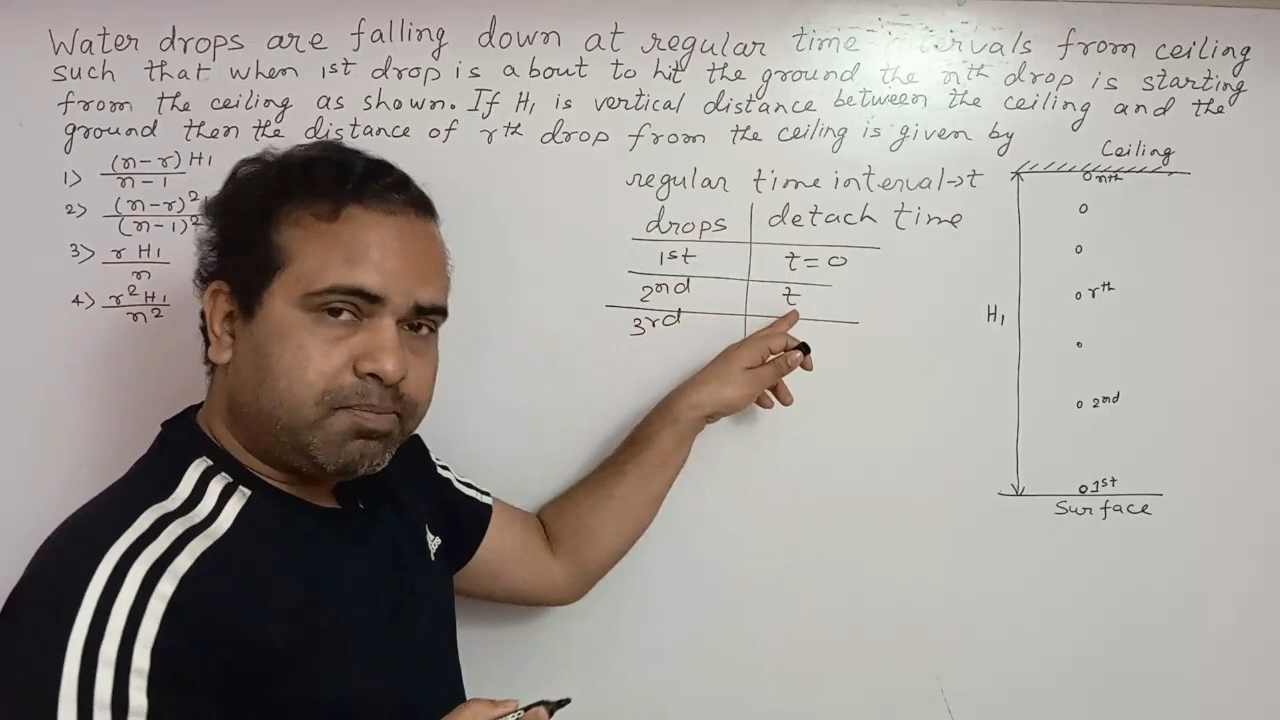 Water drops are falling down at regular time intervals from ceiling
such that when 1st drop is about to hit the ground the nth drop is starting
from the ceiling as shown. If H₁ is vertical distance between the ceiling and the
ground then the distance of rth drop from the ceiling is given by
1> (n-r) H₁ / n-1
2> (n-r)² / (n-1)²
3> r H₁ / n
4> r² H₁ / n²
regular time interval→t
drops detach time
1st t=0
2nd t
3rd
Ceiling
nth
rth
H₁
2nd
1st
Surface